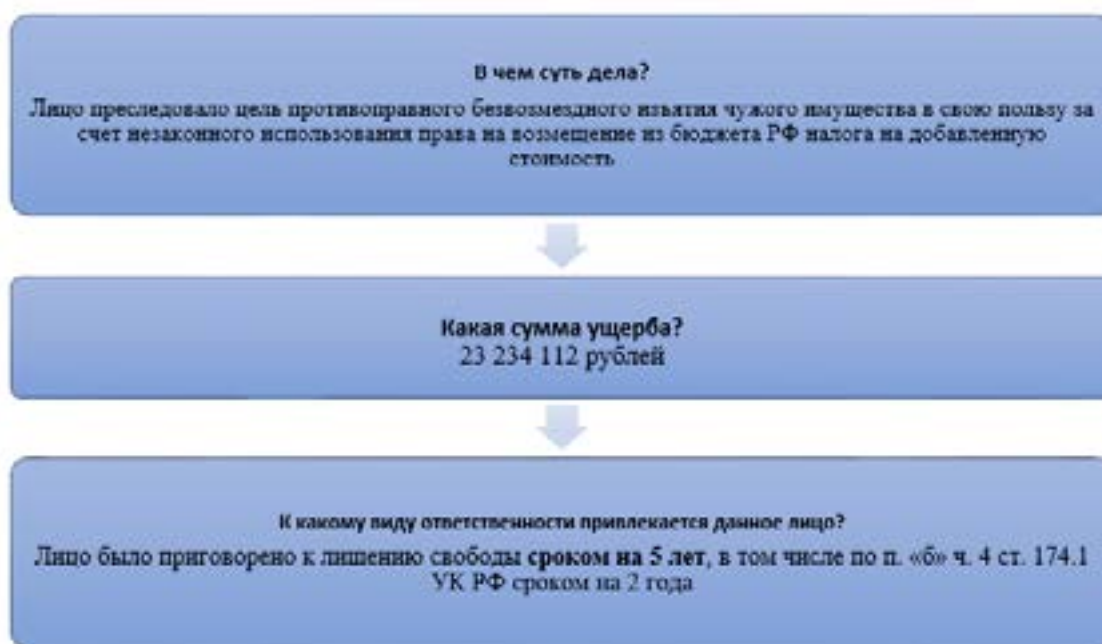 В чем суть дела?
Лицо преследовало цель противоправного безвозмездного изъятия чужого имущества в свою пользу за
счет незаконного использования права на возмещение из бюджета РФ налога на добавленную
стоимость
Какая сумма ущерба?
23 234 112 рублей
К какому виду ответственности привлекается данное лицо?
Лицо было приговорено к лишению свободы сроком на 5 лет, в том числе по п. «б» ч. 4 ст. 174.1
УК РФ сроком на 2 года